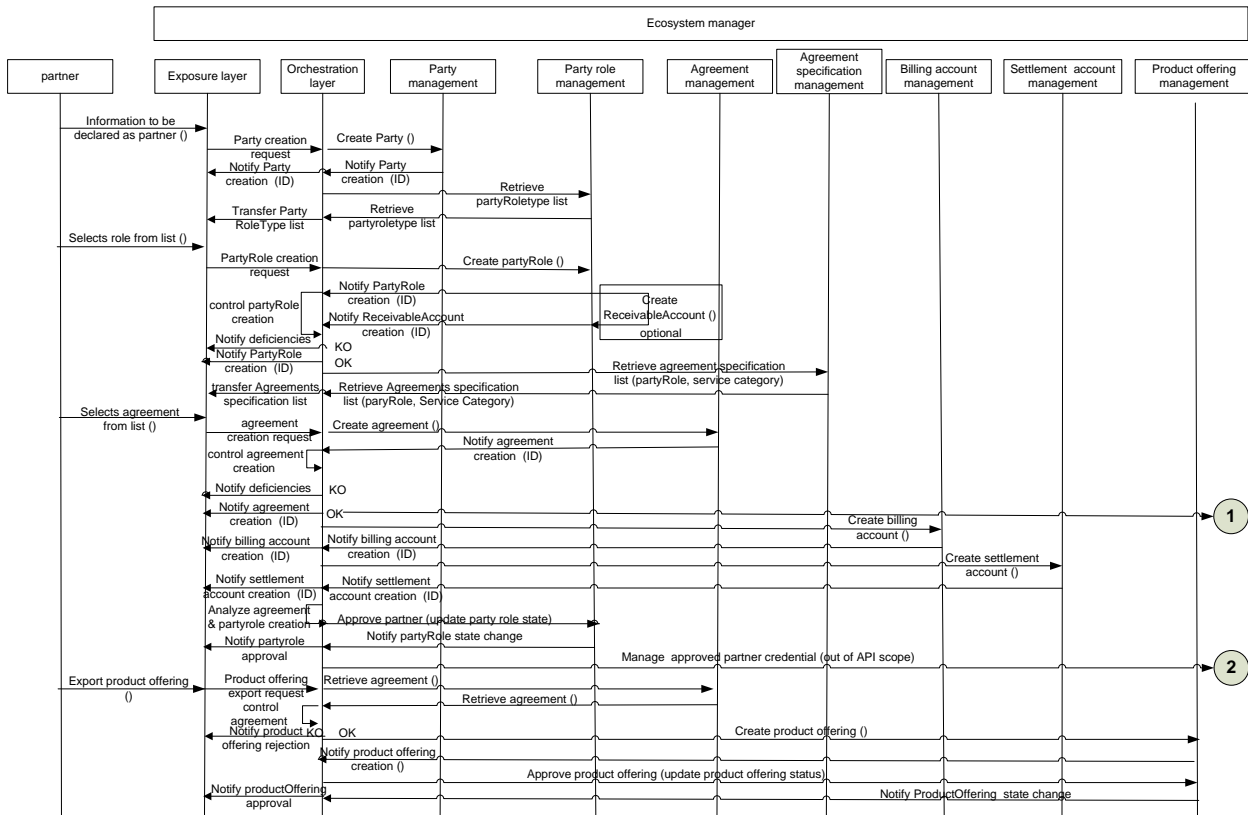 Ecosystem manager
partner
Exposure layer
Orchestration
layer
Party
management
Party role
management
Agreement
management
Agreement
specification
management
Billing account
management
Settlement account
management
Product offering
management
Information to be
declared as partner ()
Party creation
request
Create Party ()
Notify Party
creation (ID)
Notify Party
creation (ID)
Retrieve
partyRoletype list
Transfer Party
RoleType list
Retrieve
partyroletype list
Selects role from list ()
PartyRole creation
request
Create partyRole ()
Notify PartyRole
creation (ID)
control partyRole
creation
Create
ReceivableAccount ()
optional
Notify ReceivableAccount
creation (ID)
Notify deficiencies
KO
Notify PartyRole
creation (ID)
OK
Retrieve agreement specification
list (partyRole, service category)
transfer Agreements
specification list
Retrieve Agreements specification
list (paryRole, Service Category)
Selects agreement
from list ()
agreement
creation request
Create agreement ()
Notify agreement
creation (ID)
control agreement
creation
Notify deficiencies
KO
Notify agreement
creation (ID)
OK
1
Create billing
account ()
Notify billing account
creation (ID)
Notify billing account
creation (ID)
Create settlement
account ()
Notify settlement
account creation (ID)
Notify settlement
account creation (ID)
Analyze agreement
& partyrole creation
Approve partner (update party role state)
Notify partyRole state change
Notify partyrole
approval
Manage approved partner credential (out of API scope)
2
Export product offering
()
Product offering
export request
Retrieve agreement ()
Retrieve agreement ()
control
agreement
Notify product
offering rejection
KO
OK
Create product offering ()
Notify product offering
creation ()
Approve product offering (update product offering status)
Notify productOffering
approval
Notify ProductOffering state change